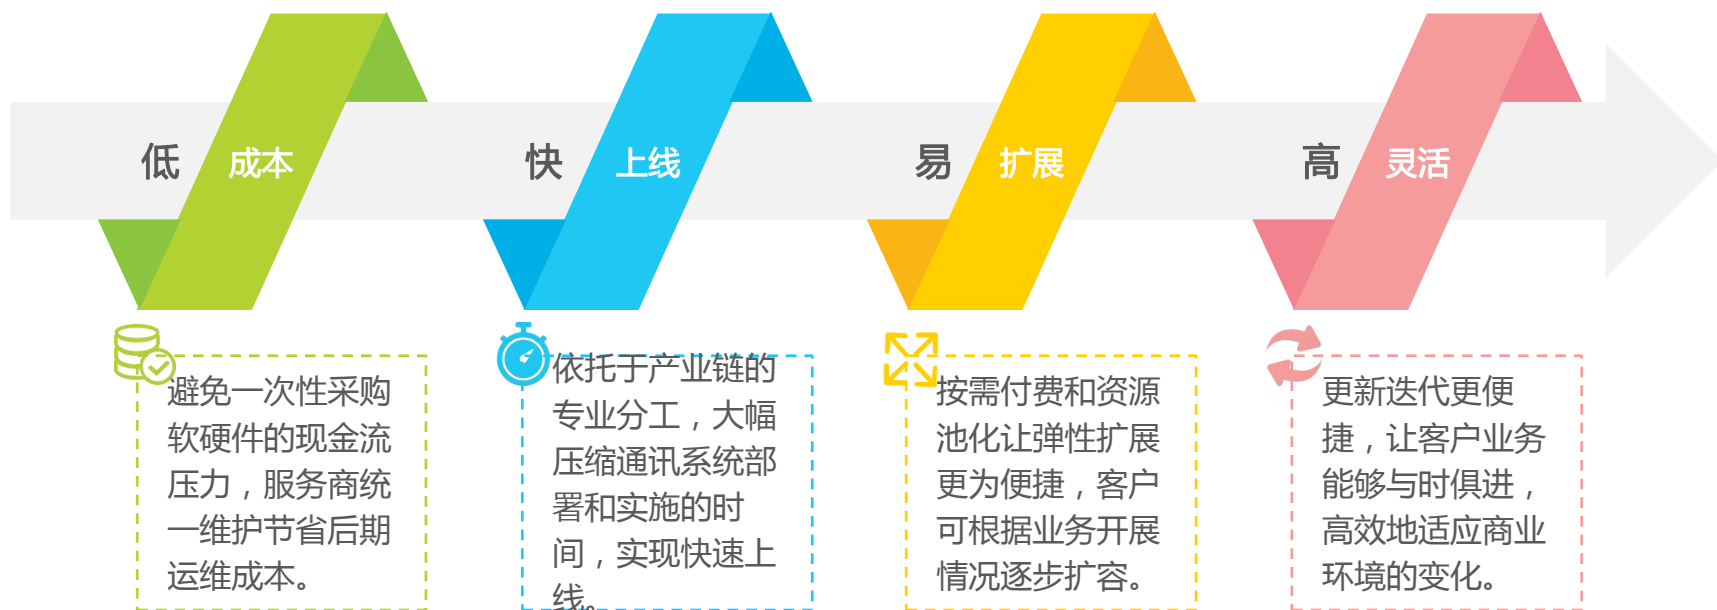 低 成本
快 上线
易 扩展
高 灵活
避免一次性采购
软硬件的现金流
压力，服务商统
一维护节省后期
运维成本。
依托于产业链的
专业分工，大幅
压缩通讯系统部
署和实施的时
间，实现快速上
线。
按需付费和资源
池化让弹性扩展
更为便捷，客户
可根据业务开展
情况逐步扩容。
更新迭代更便
捷，让客户业务
能够与时俱进，
高效地适应商业
环境的变化。